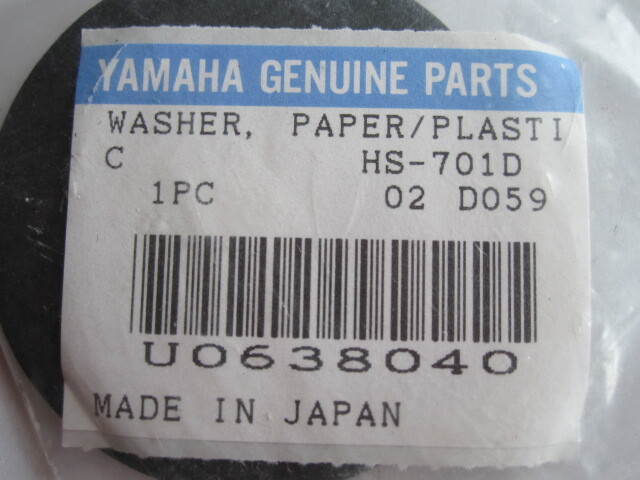 YAMAHA GENUINE PARTS
WASHER, PAPER/PLASTI
C HS-701D
1PC 02 D059
U0638040
MADE IN JAPAN